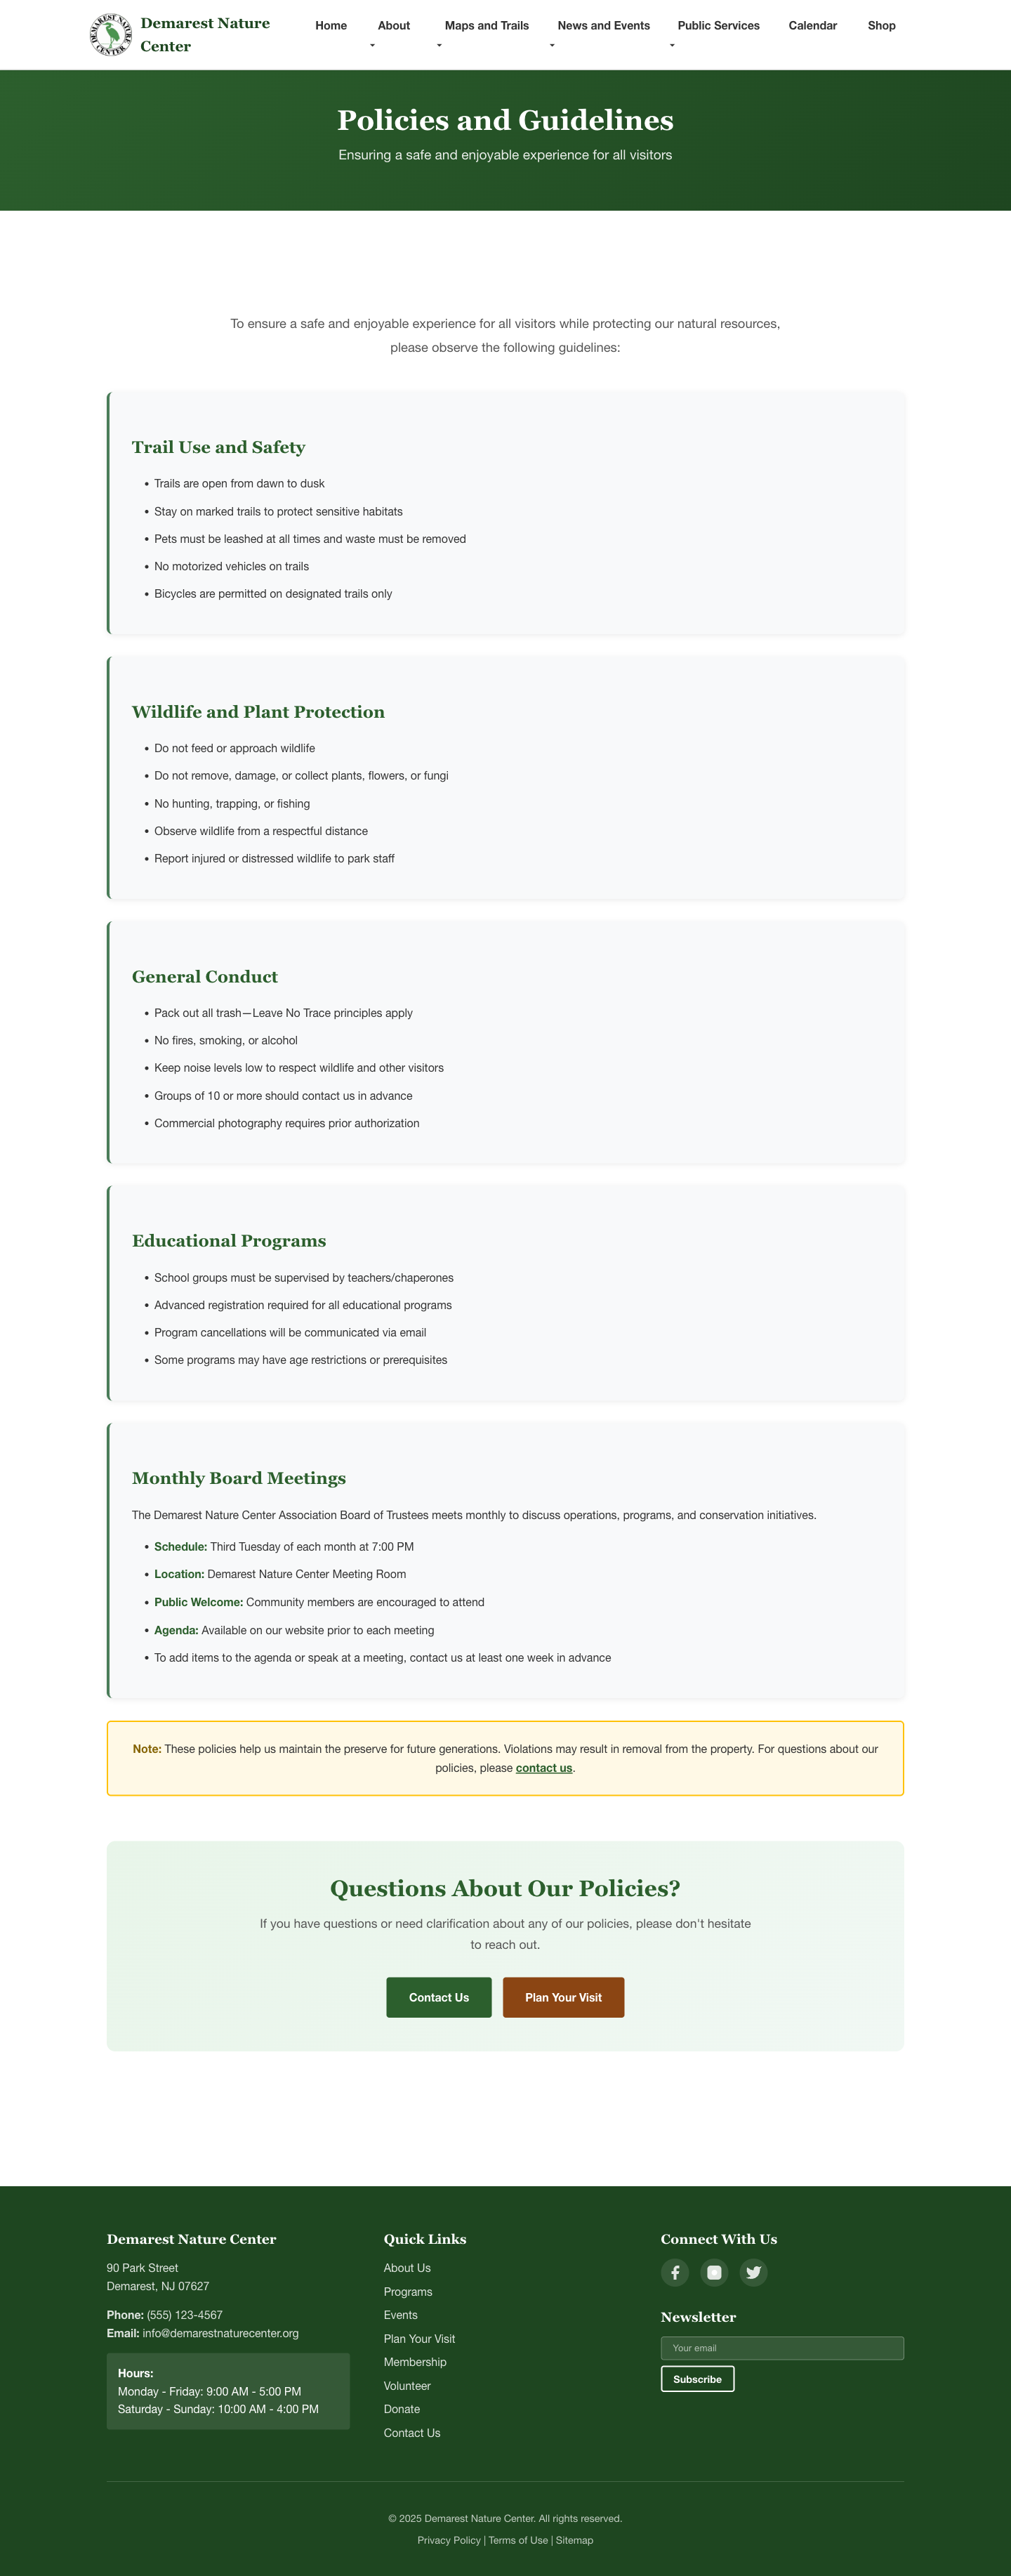 DEMAREST NATURE CENTER
Demarest Nature
Center
Home
About
Maps and Trails
News and Events
Public Services
Calendar
Shop
Policies and Guidelines
Ensuring a safe and enjoyable experience for all visitors
To ensure a safe and enjoyable experience for all visitors while protecting our natural resources,
please observe the following guidelines:
Trail Use and Safety
• Trails are open from dawn to dusk
• Stay on marked trails to protect sensitive habitats
• Pets must be leashed at all times and waste must be removed
• No motorized vehicles on trails
• Bicycles are permitted on designated trails only
Wildlife and Plant Protection
• Do not feed or approach wildlife
• Do not remove, damage, or collect plants, flowers, or fungi
• No hunting, trapping, or fishing
• Observe wildlife from a respectful distance
• Report injured or distressed wildlife to park staff
General Conduct
• Pack out all trash—Leave No Trace principles apply
• No fires, smoking, or alcohol
• Keep noise levels low to respect wildlife and other visitors
• Groups of 10 or more should contact us in advance
• Commercial photography requires prior authorization
Educational Programs
• School groups must be supervised by teachers/chaperones
• Advanced registration required for all educational programs
• Program cancellations will be communicated via email
• Some programs may have age restrictions or prerequisites
Monthly Board Meetings
The Demarest Nature Center Association Board of Trustees meets monthly to discuss operations, programs, and conservation initiatives.
• Schedule: Third Tuesday of each month at 7:00 PM
• Location: Demarest Nature Center Meeting Room
• Public Welcome: Community members are encouraged to attend
• Agenda: Available on our website prior to each meeting
• To add items to the agenda or speak at a meeting, contact us at least one week in advance
Note: These policies help us maintain the preserve for future generations. Violations may result in removal from the property. For questions about our
policies, please contact us.
Questions About Our Policies?
If you have questions or need clarification about any of our policies, please don't hesitate
to reach out.
Contact Us
Plan Your Visit
Demarest Nature Center
90 Park Street
Demarest, NJ 07627
Phone: (555) 123-4567
Email: info@demarestnaturecenter.org
Hours:
Monday - Friday: 9:00 AM - 5:00 PM
Saturday - Sunday: 10:00 AM - 4:00 PM
Quick Links
About Us
Programs
Events
Plan Your Visit
Membership
Volunteer
Donate
Contact Us
Connect With Us
Newsletter
Your email
Subscribe
© 2025 Demarest Nature Center. All rights reserved.
Privacy Policy | Terms of Use | Sitemap